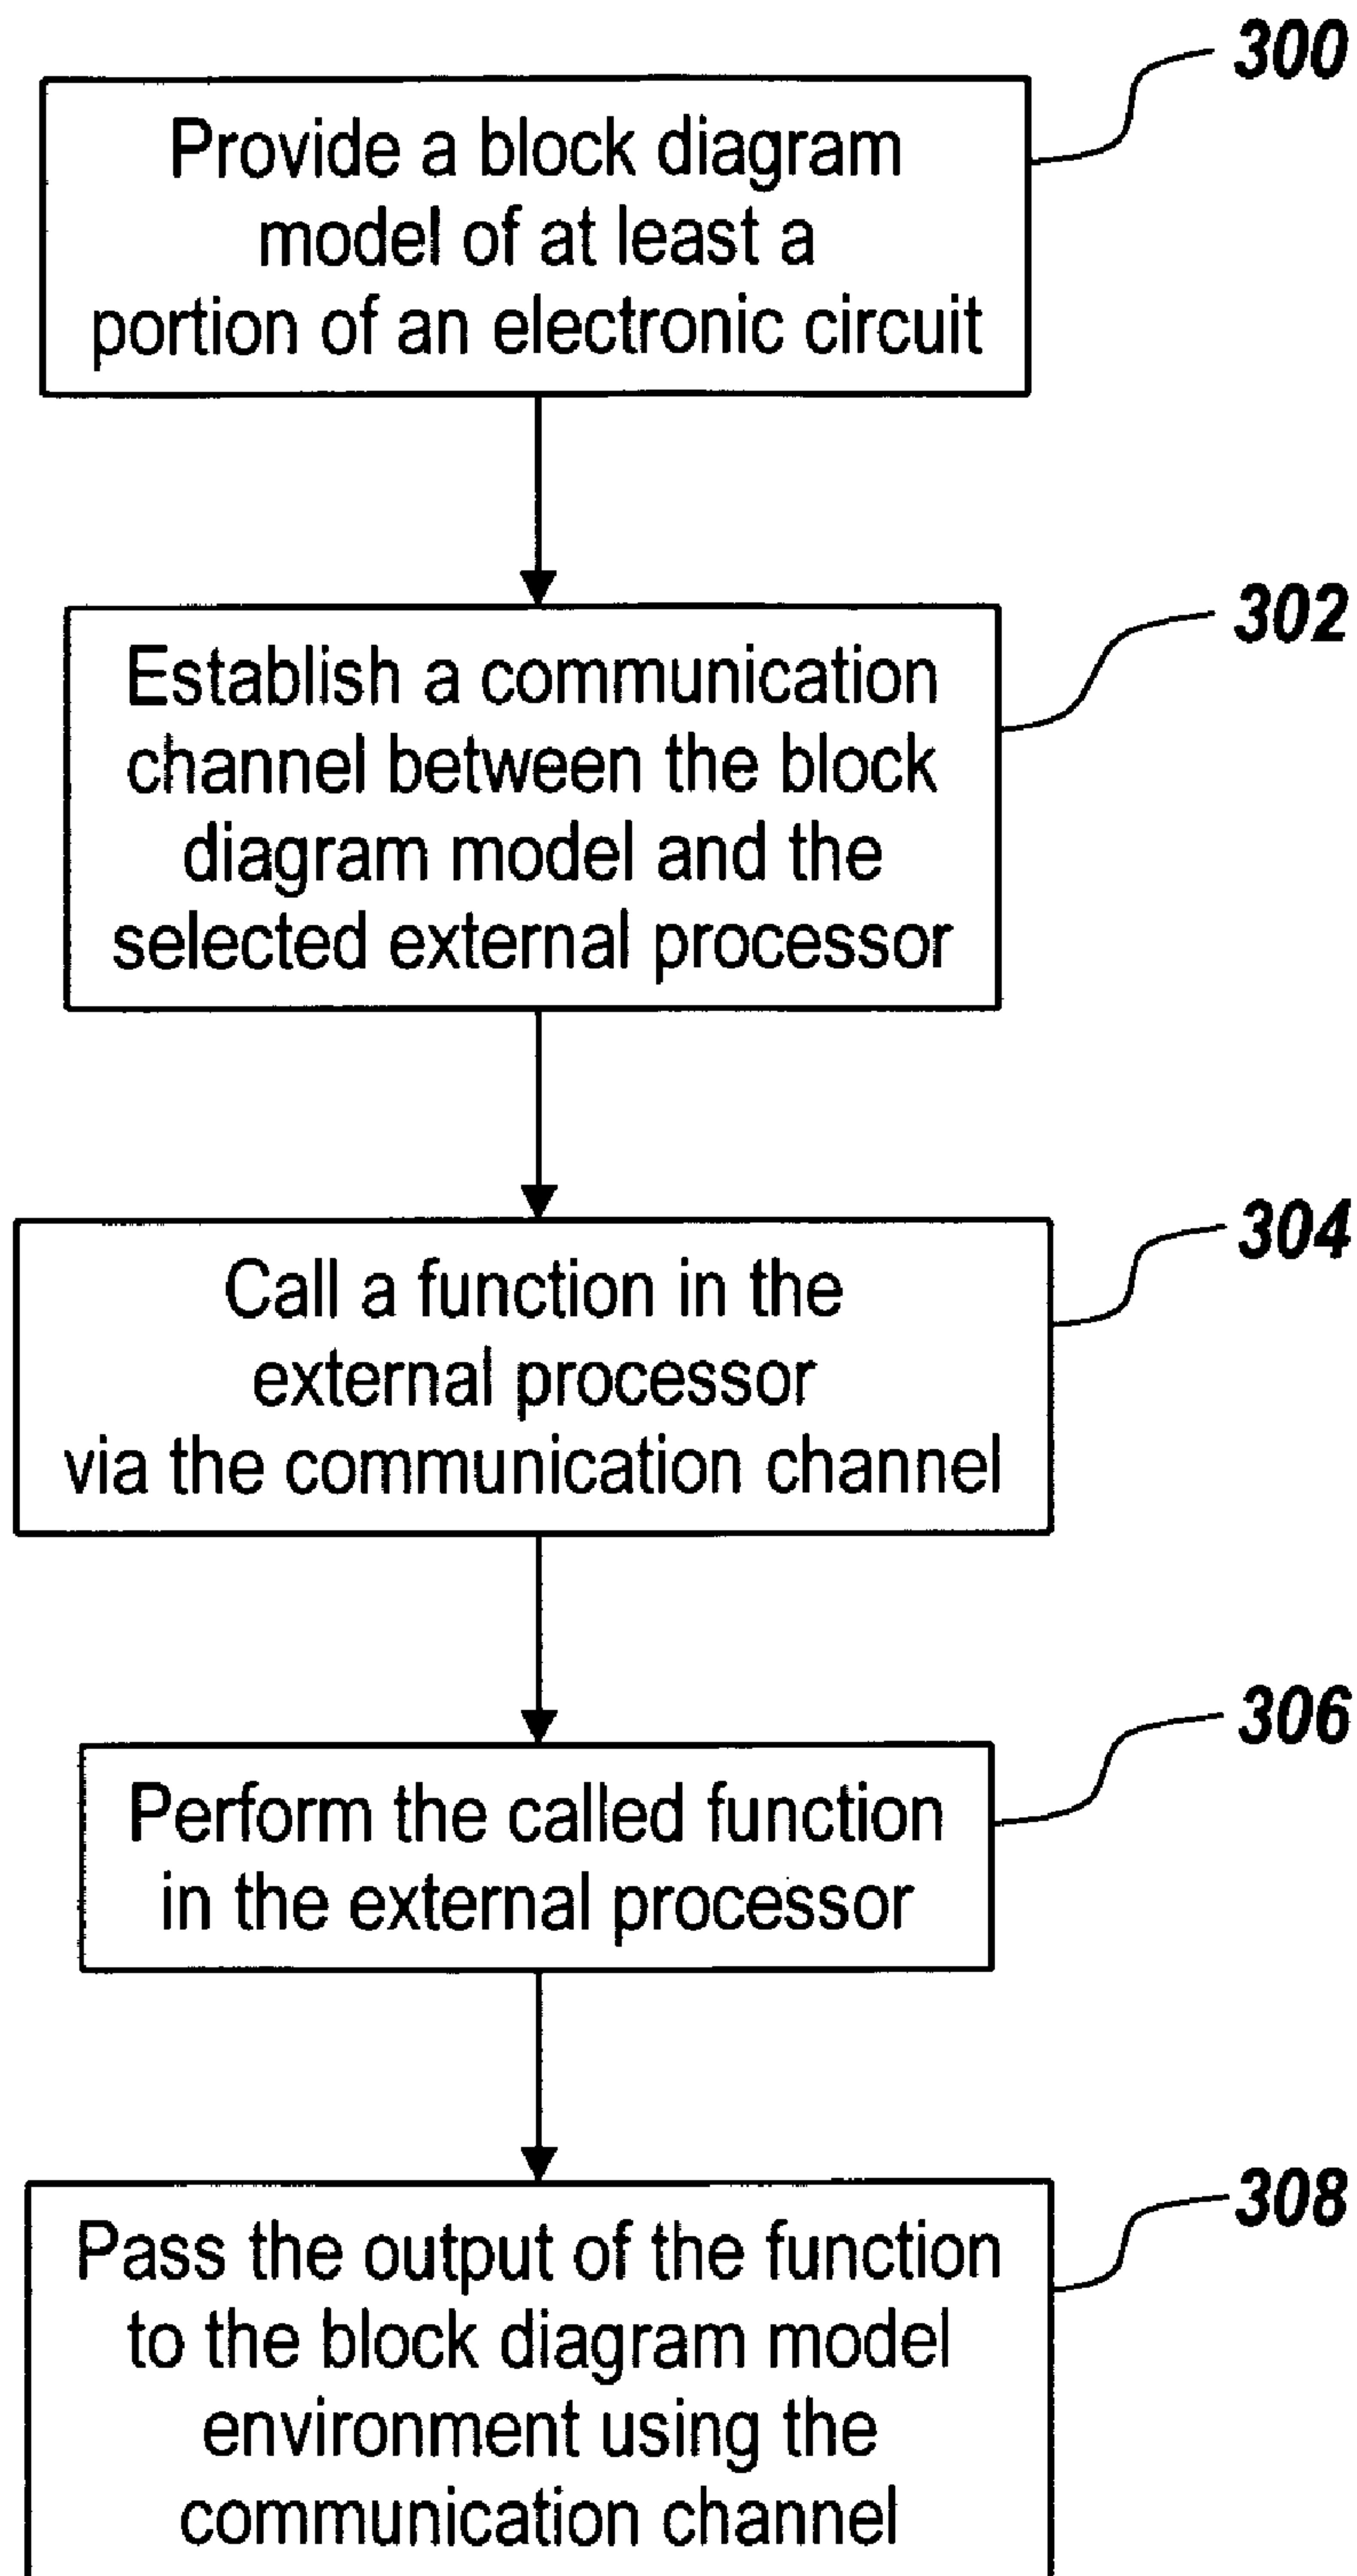 300
Provide a block diagram
model of at least a
portion of an electronic circuit
302
Establish a communication
channel between the block
diagram model and the
selected external processor
304
Call a function in the
external processor
via the communication channel
306
Perform the called function
in the external processor
308
Pass the output of the function
to the block diagram model
environment using the
communication channel